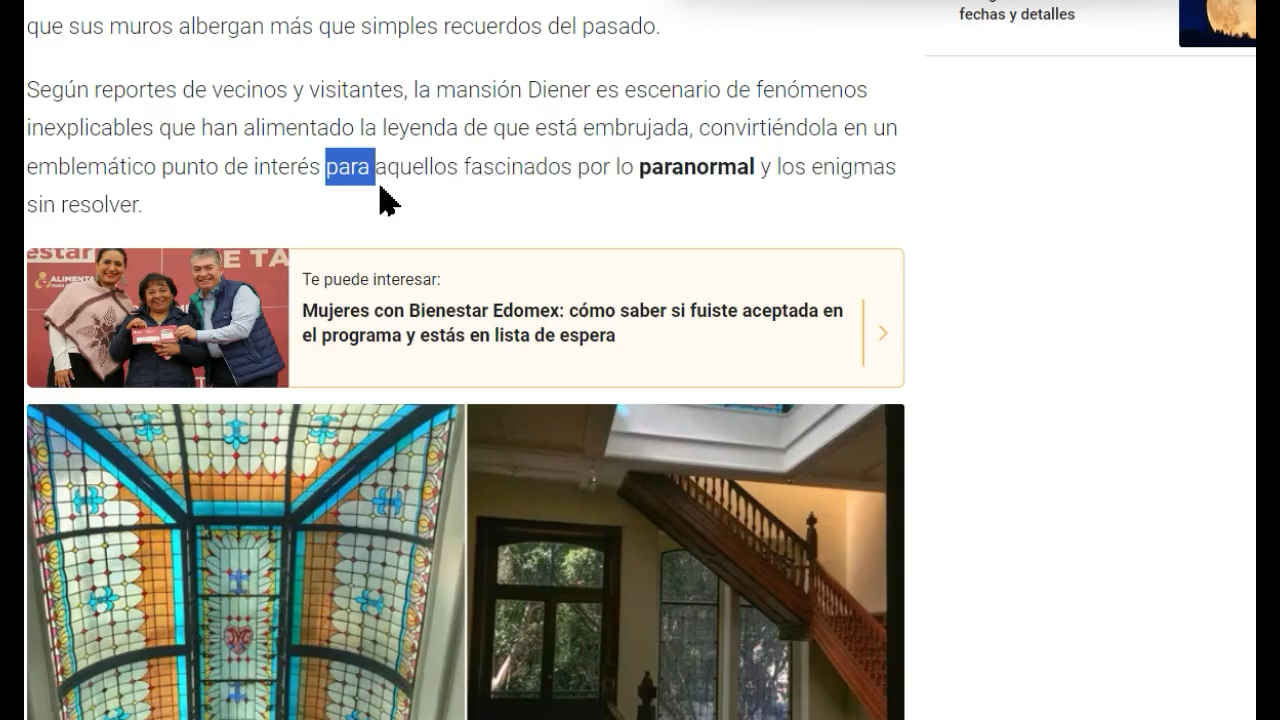 que sus muros albergan más que simples recuerdos del pasado.
fechas y detalles
Según reportes de vecinos y visitantes, la mansión Diener es escenario de fenómenos
inexplicables que han alimentado la leyenda de que está embrujada, convirtiéndola en un
emblemático punto de interés para aquellos fascinados por lo paranormal y los enigmas
sin resolver.
estar
ALIMENTA
E TA
Te puede interesar:
Mujeres con Bienestar Edomex: cómo saber si fuiste aceptada en
el programa y estás en lista de espera